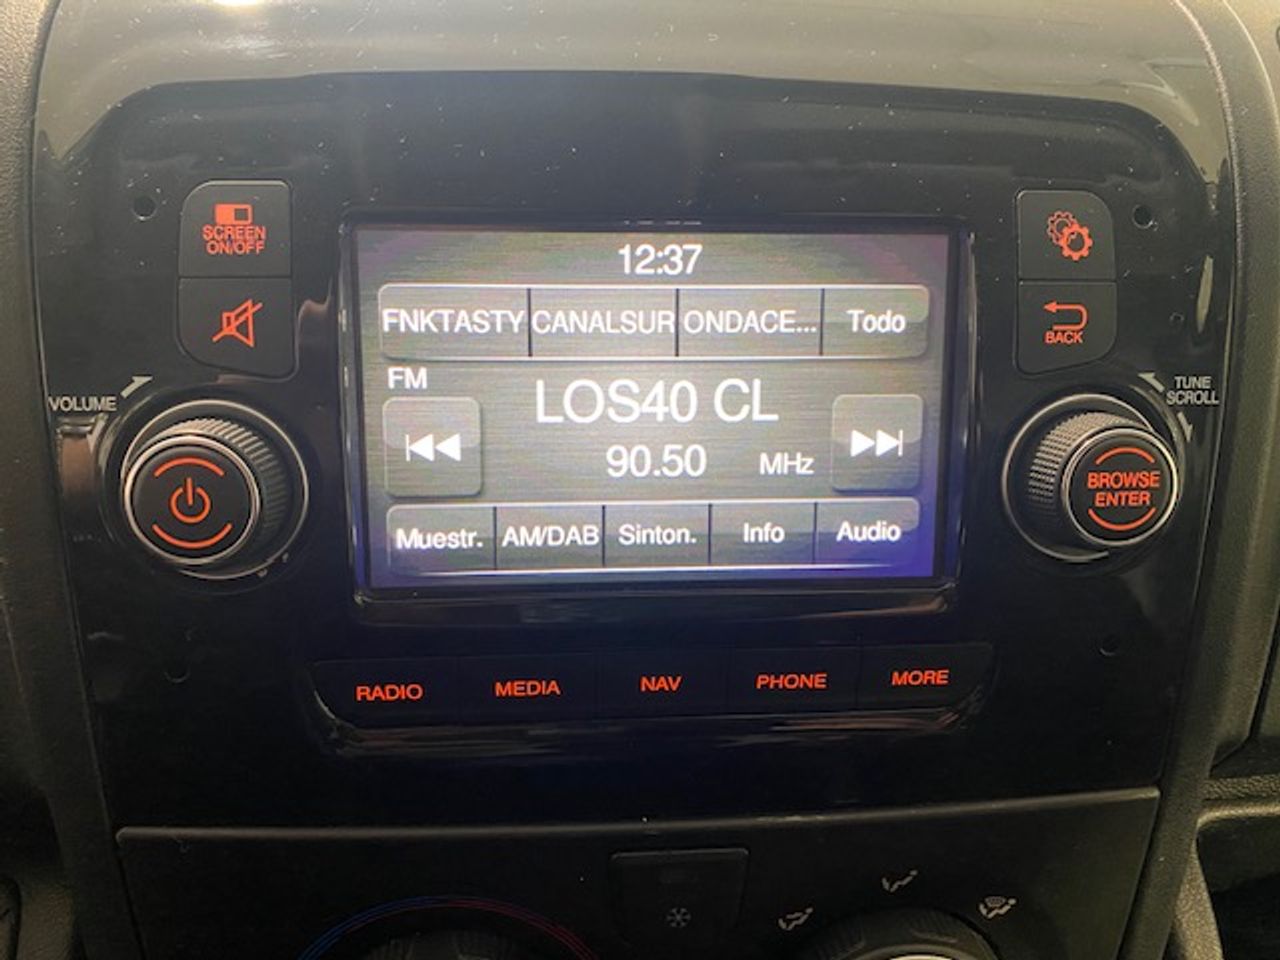 SCREEN
ON/OFF
VOLUME
12:37
FNKTASTY CANALSUR ONDACE... Todo
FM
LOS40 CL
90.50 MHz
Muestr. AM/DAB Sinton. Info Audio
BACK
TUNE
SCROLL
BROWSE
ENTER
RADIO MEDIA NAV PHONE MORE